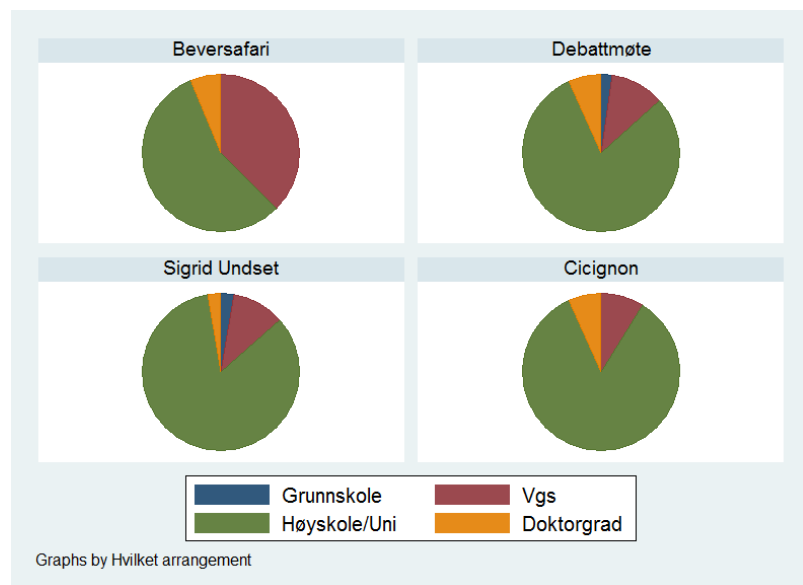 Beversafari
Debattmøte
Sigrid Undset
Cicignon
Grunnskole
Vgs
Høyskole/Uni
Doktorgrad
Graphs by Hvilket arrangement